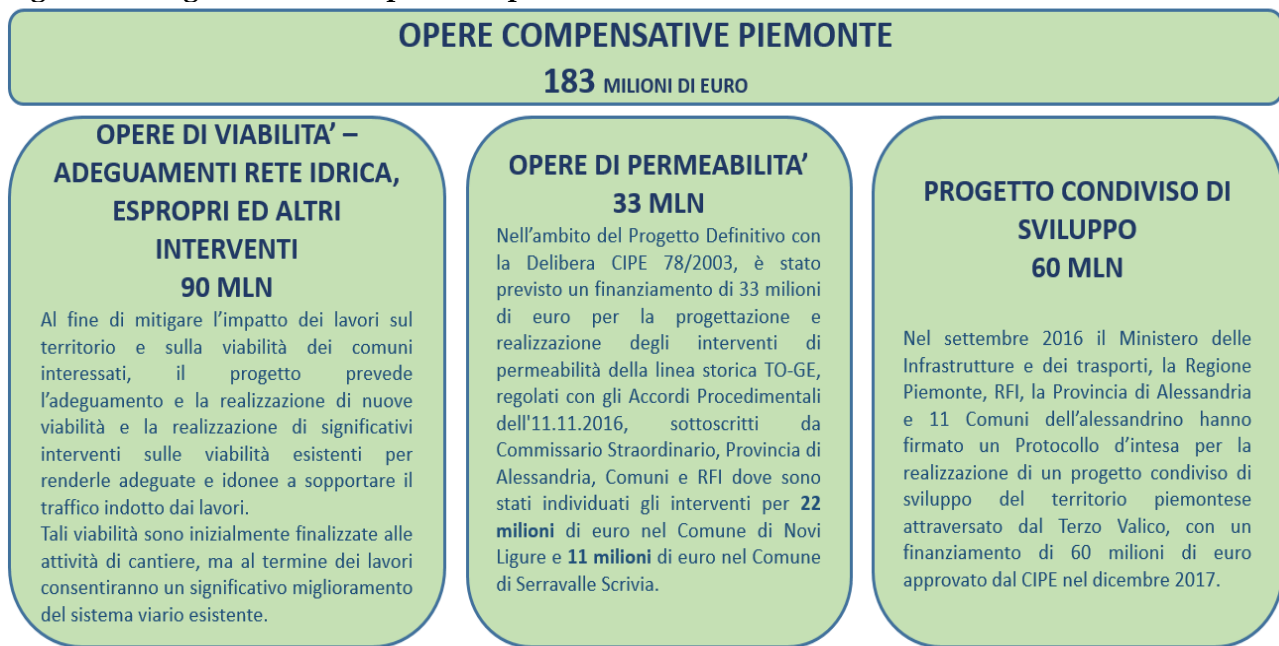 OPERE COMPENSATIVE PIEMONTE
183 MILIONI DI EURO
OPERE DI VIABILITA’ –
ADEGUAMENTI RETE IDRICA,
ESPROPRI ED ALTRI
INTERVENTI
90 MLN
Al fine di mitigare l’impatto dei lavori sul
territorio e sulla viabilità dei comuni
interessati, il progetto prevede
l’adeguamento e la realizzazione di nuove
viabilità e la realizzazione di significativi
interventi sulle viabilità esistenti per
renderle adeguate e idonee a sopportare il
traffico indotto dai lavori.
Tali viabilità sono inizialmente finalizzate alle
attività di cantiere, ma al termine dei lavori
consentiranno un significativo miglioramento
del sistema viario esistente.
OPERE DI PERMEABILITA’
33 MLN
Nell’ambito del Progetto Definitivo con
la Delibera CIPE 78/2003, è stato
previsto un finanziamento di 33 milioni
di euro per la progettazione e
realizzazione degli interventi di
permeabilità della linea storica TO-GE,
regolati con gli Accordi Procedimentali
dell'11.11.2016, sottoscritti da
Commissario Straordinario, Provincia di
Alessandria, Comuni e RFI dove sono
stati individuati gli interventi per 22
milioni di euro nel Comune di Novi
Ligure e 11 milioni di euro nel Comune
di Serravalle Scrivia.
PROGETTO CONDIVISO DI
SVILUPPO
60 MLN
Nel settembre 2016 il Ministero delle
Infrastrutture e dei trasporti, la Regione
Piemonte, RFI, la Provincia di Alessandria
e 11 Comuni dell’alessandrino hanno
firmato un Protocollo d’intesa per la
realizzazione di un progetto condiviso di
sviluppo del territorio piemontese
attraversato dal Terzo Valico, con un
finanziamento di 60 milioni di euro
approvato dal CIPE nel dicembre 2017.